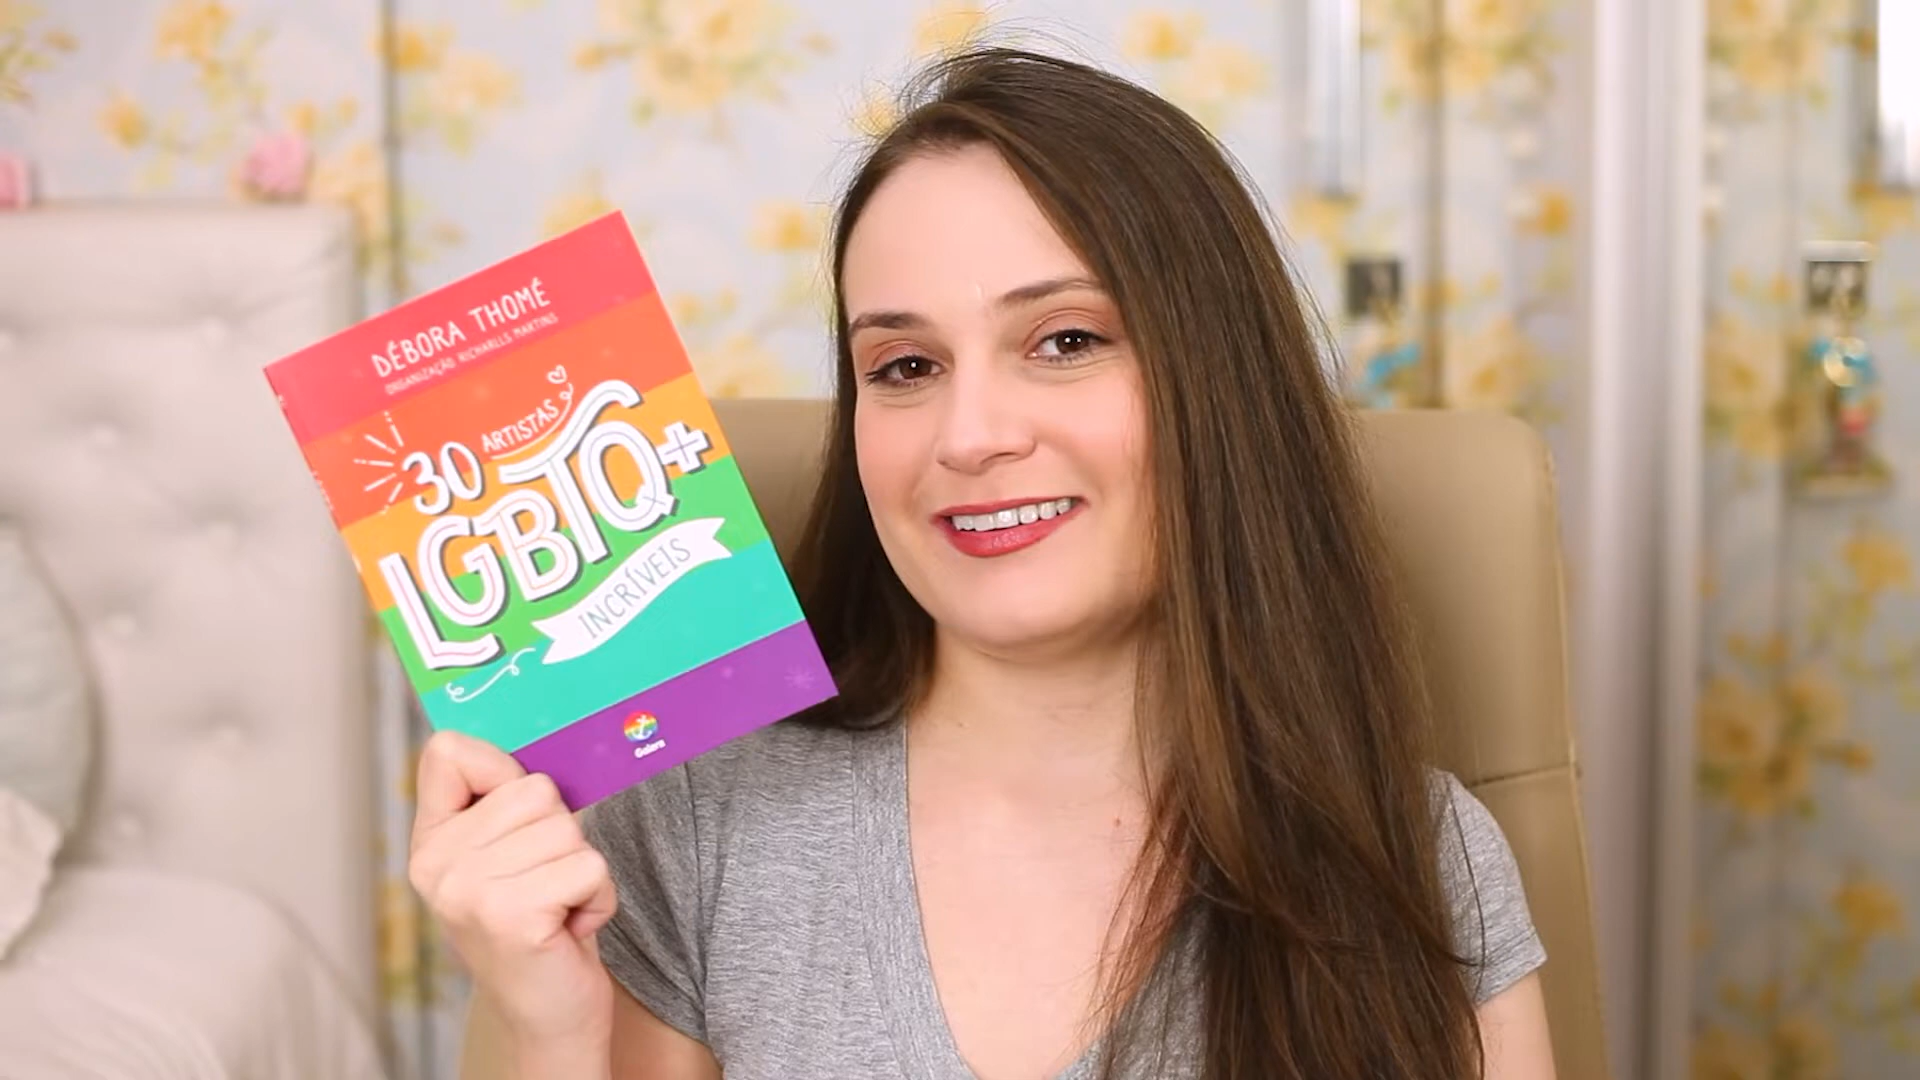 DÉBORA THOMÉ
ORGANIZAÇÃO RICHARLLS MARTINS
30 ARTISTAS
LGBTQ+
INCRÍVEIS
Galera